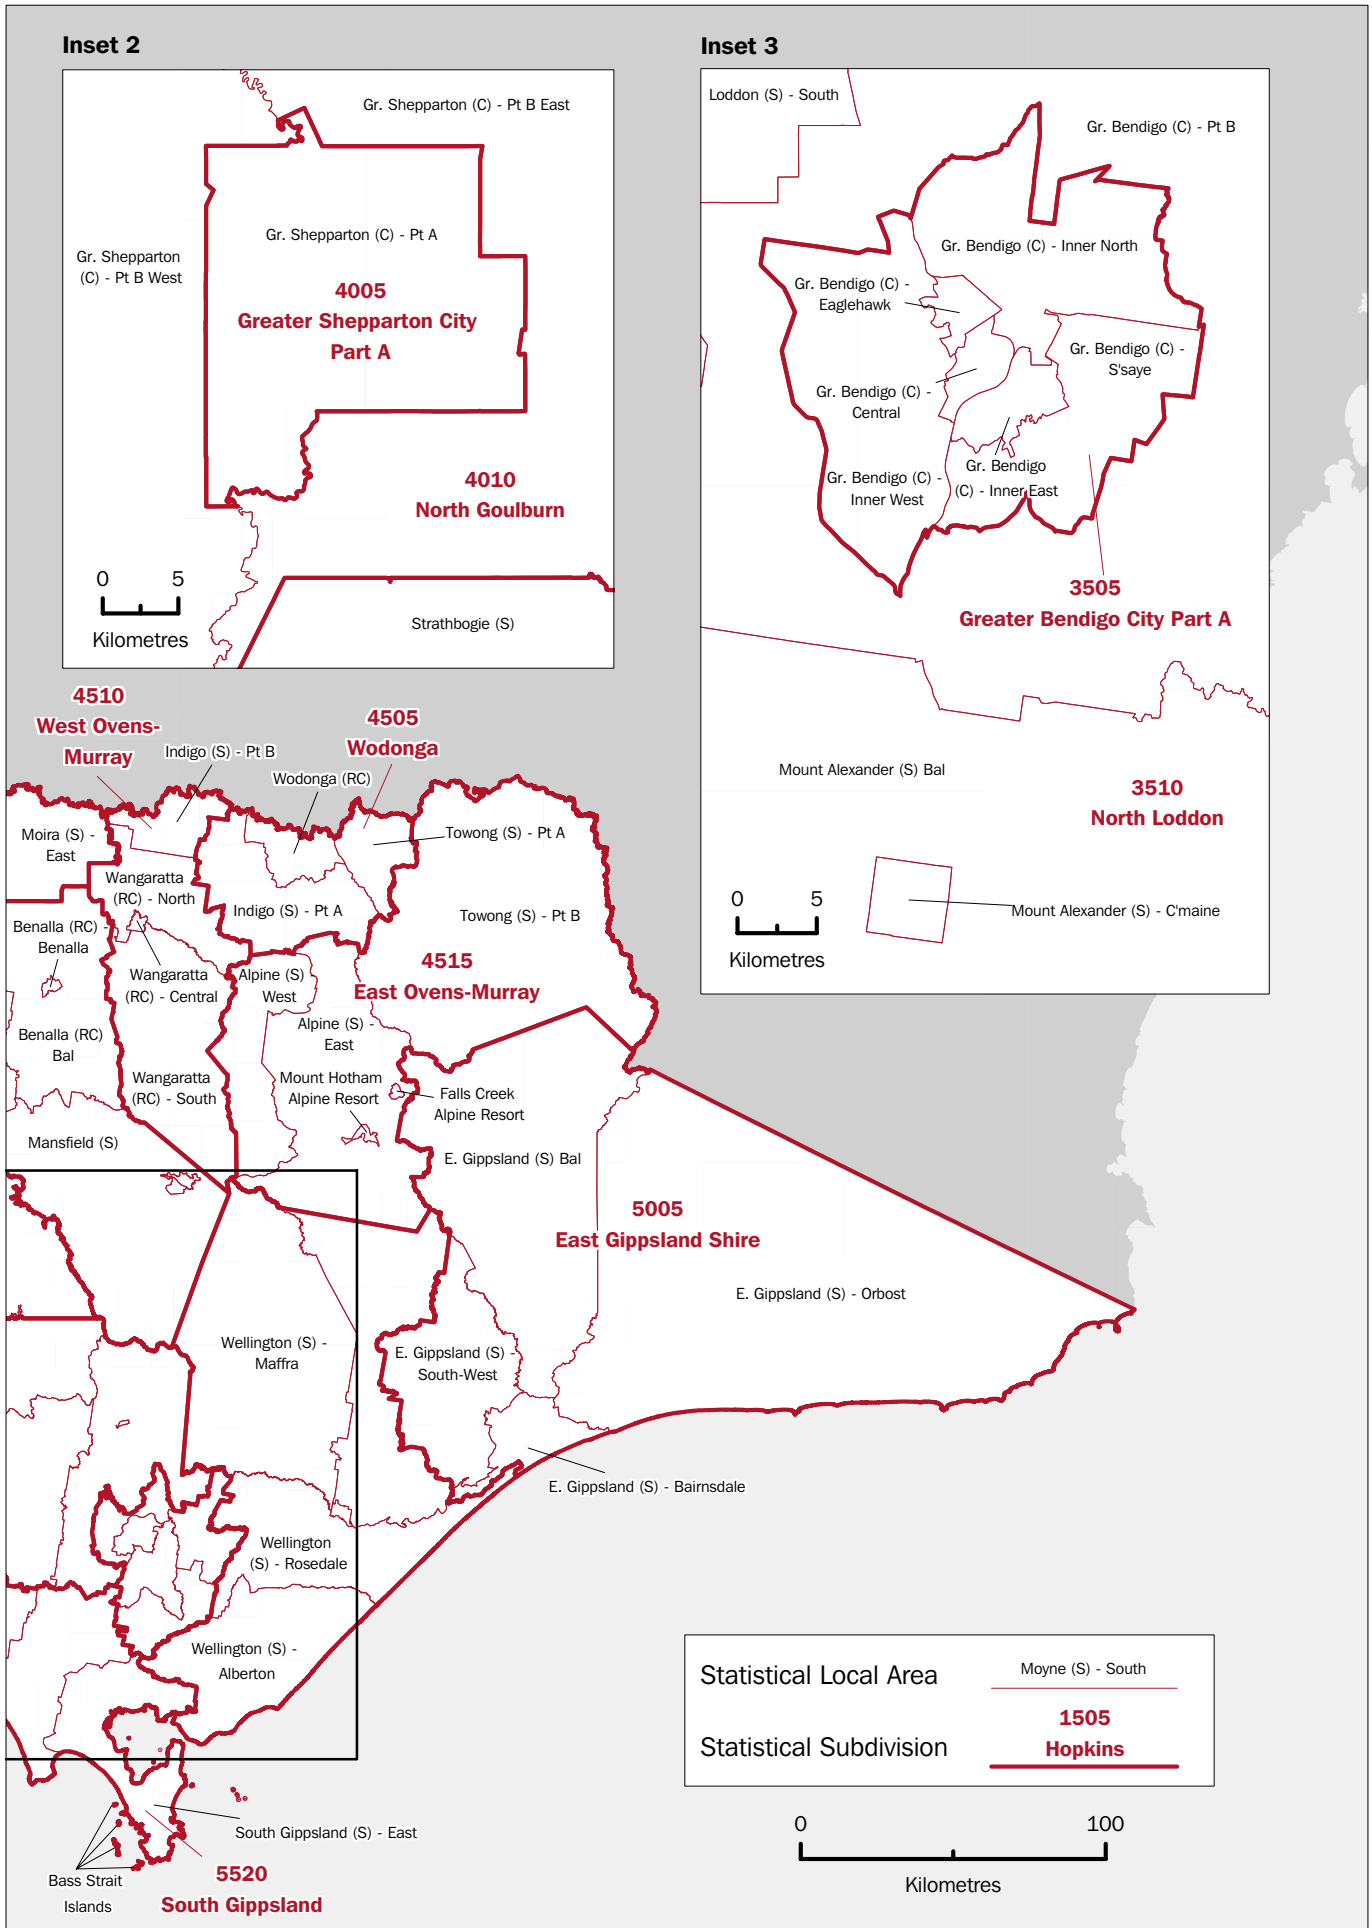 Inset 2
Gr. Shepparton (C) - Pt B East
Gr. Shepparton (C) - Pt A
Gr. Shepparton
(C) - Pt B West
4005
Greater Shepparton City
Part A
4010
North Goulburn
0 5
Kilometres
Strathbogie (S)
Inset 3
Loddon (S) - South
Gr. Bendigo (C) - Pt B
Gr. Bendigo (C) - Inner North
Gr. Bendigo (C) -
Eaglehawk
Gr. Bendigo (C) -
S'saye
Gr. Bendigo (C) -
Central
Gr. Bendigo (C) -
Inner West
Gr. Bendigo
(C) - Inner East
3505
Greater Bendigo City Part A
Mount Alexander (S) Bal
3510
North Loddon
0 5
Kilometres
Mount Alexander (S) - C'maine
4510
West Ovens-
Murray
Indigo (S) - Pt B
4505
Wodonga
Wodonga (RC)
Moira (S) -
East
Towong (S) - Pt A
Wangaratta
(RC) - North
Indigo (S) - Pt A
Towong (S) - Pt B
Benalla (RC) -
Benalla
Wangaratta
(RC) - Central
Alpine (S)
West
4515
East Ovens-Murray
Benalla (RC)
Bal
Alpine (S) -
East
Wangaratta
(RC) - South
Mount Hotham
Alpine Resort
Falls Creek
Alpine Resort
Mansfield (S)
E. Gippsland (S) Bal
5005
East Gippsland Shire
E. Gippsland (S) - Orbost
Wellington (S) -
Maffra
E. Gippsland (S) -
South-West
E. Gippsland (S) - Bairnsdale
Wellington
(S) - Rosedale
Wellington (S) -
Alberton
South Gippsland (S) - East
Bass Strait
Islands
5520
South Gippsland
Statistical Local Area
Moyne (S) - South
Statistical Subdivision
1505
Hopkins
0 100
Kilometres